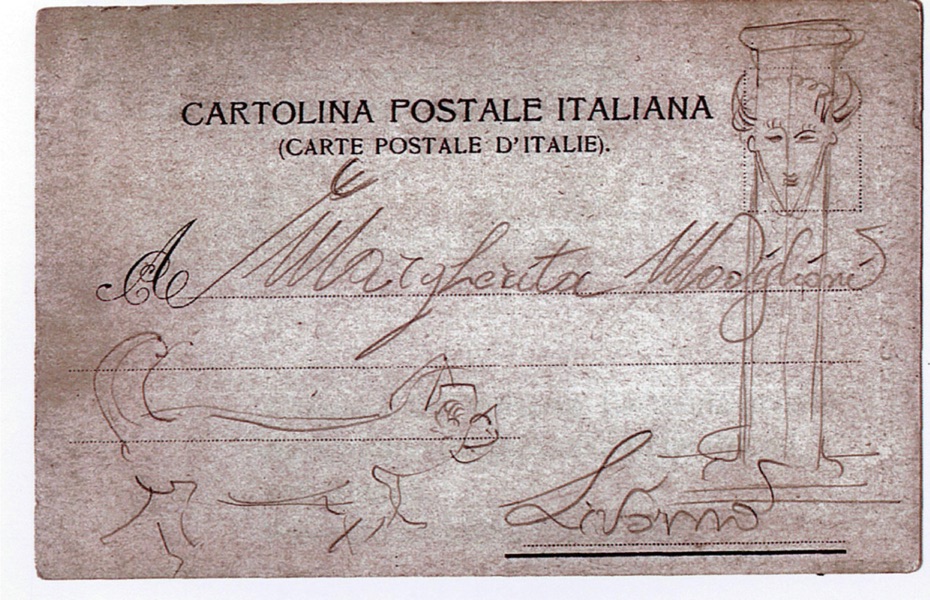 CARTOLINA POSTALE ITALIANA
(CARTE POSTALE D'ITALIE).
A Margherita Modigliani
Livorno